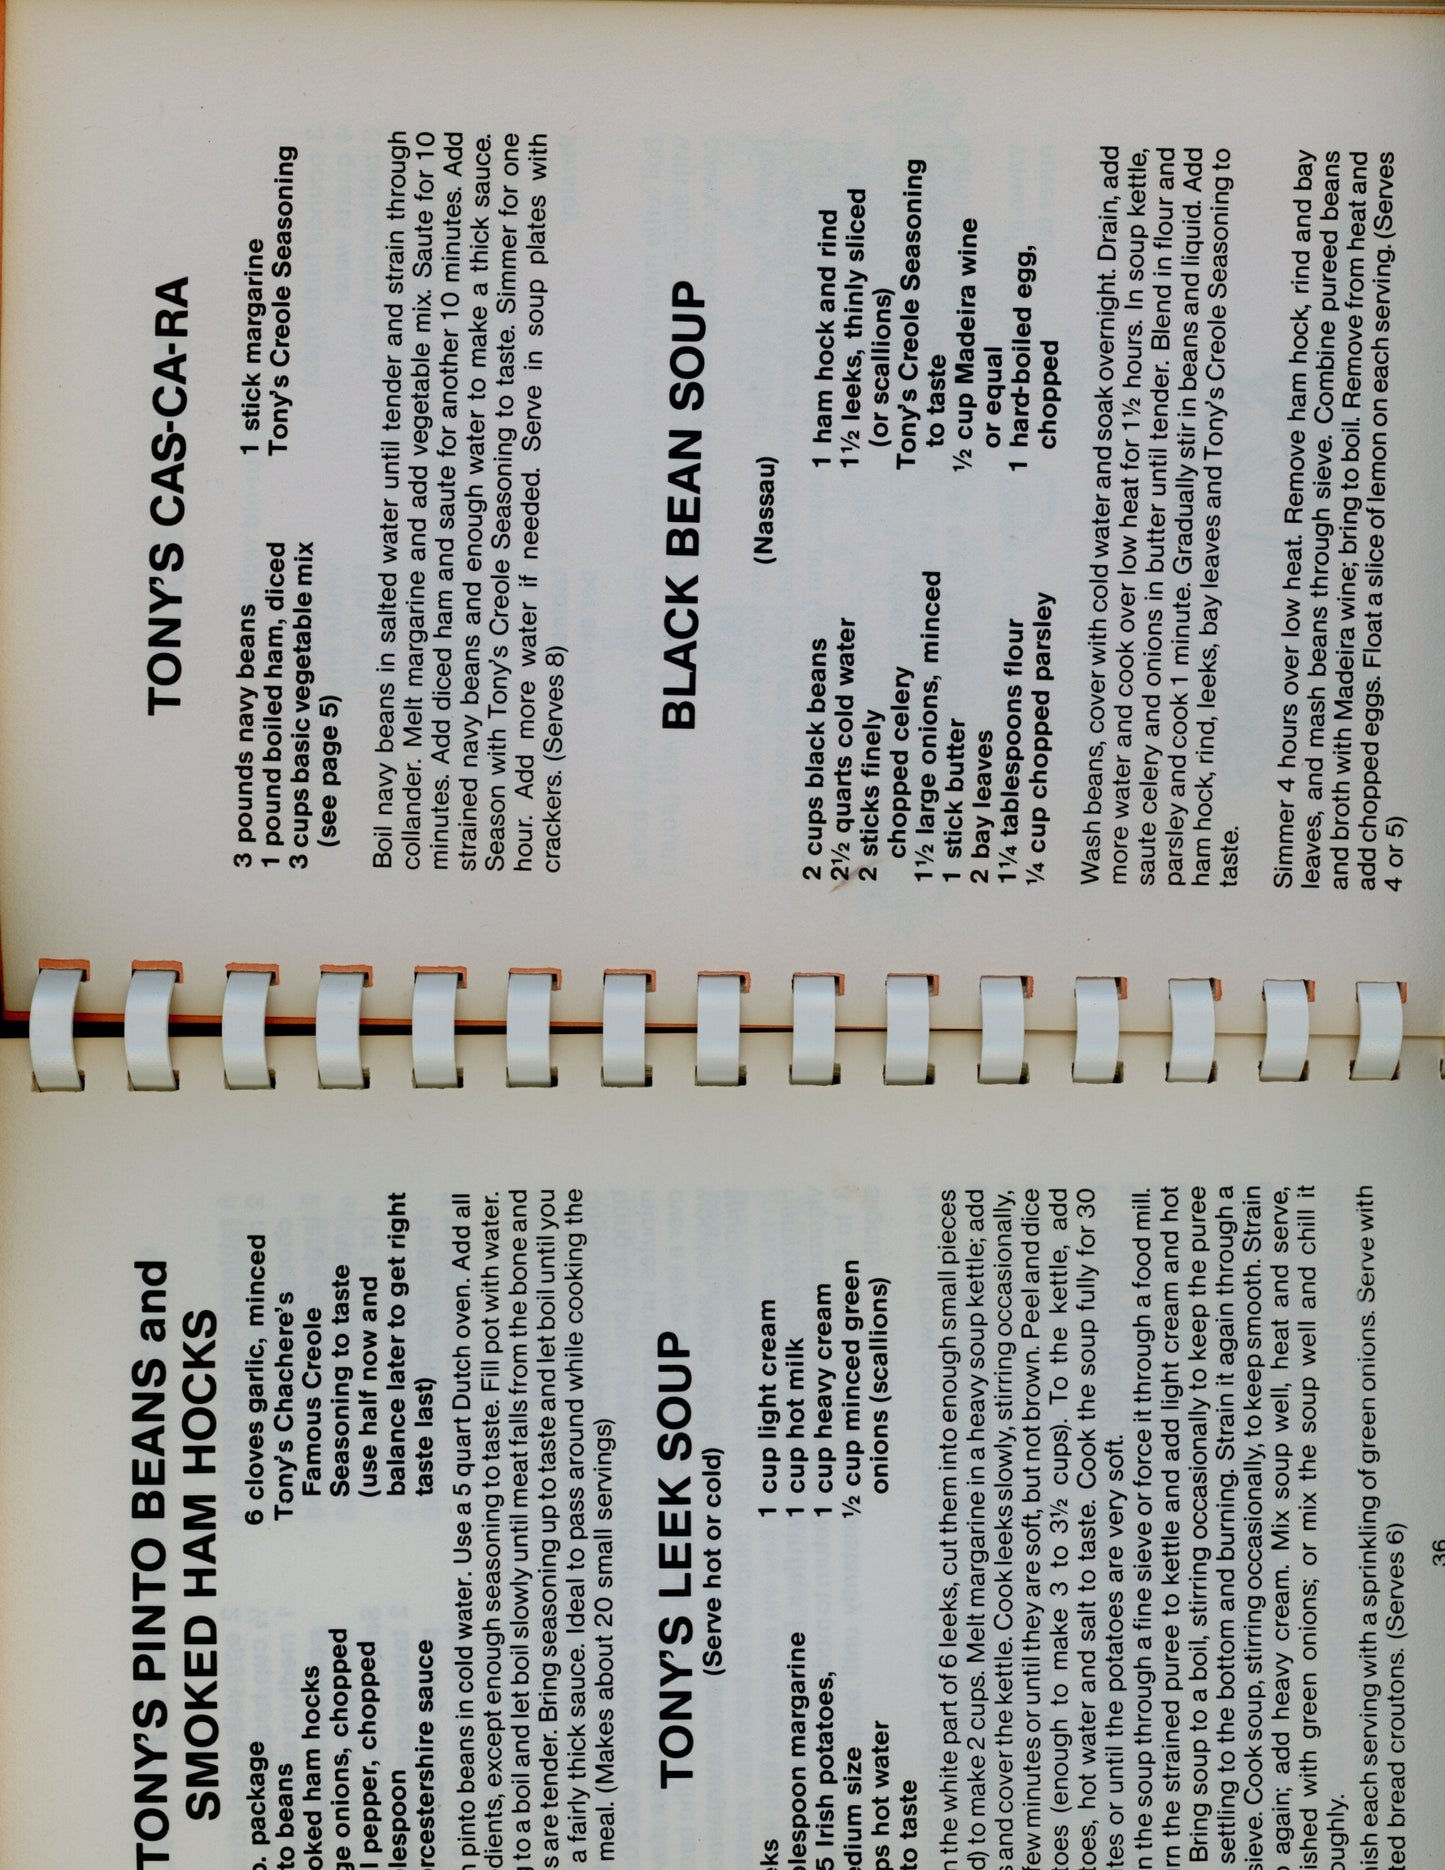 TONY'S PINTO BEANS and
SMOKED HAM HOCKS
package
beans
ham hocks
onions, chopped
pepper, chopped
6 cloves garlic, minced
Tony's Chachere's
Famous Creole
Seasoning to taste
(use half now and
balance later to get right
taste last)
pinto beans in cold water. Use a 5 quart Dutch oven. Add all
except enough seasoning to taste. Fill pot with water.
to a boil and let boil slowly until meat falls from the bone and
are tender. Bring seasoning up to taste and let boil until you
a fairly thick sauce. Ideal to pass around while cooking the
meal. (Makes about 20 small servings)
TONY'S LEEK SOUP
(Serve hot or cold)
margarine
5 Irish potatoes,
size
hot water
to taste
1 cup light cream
1 cup hot milk
1 cup heavy cream
½ cup minced green
onions (scallions)
the white part of 6 leeks, cut them into enough small pieces
to make 2 cups. Melt margarine in a heavy soup kettle; add
and cover the kettle. Cook leeks slowly, stirring occasionally,
few minutes or until they are soft, but not brown. Peel and dice
(enough to make 3 to 3½ cups). To the kettle, add
hot water and salt to taste. Cook the soup fully for 30
or until the potatoes are very soft.
the soup through a fine sieve or force it through a food mill.
the strained puree to kettle and add light cream and hot
Bring soup to a boil, stirring occasionally to keep the puree
settling to the bottom and burning. Strain it again through a
sieve. Cook soup, stirring occasionally, to keep smooth. Strain
again; add heavy cream. Mix soup well, heat and serve,
with green onions; or mix the soup well and chill it
each serving with a sprinkling of green onions. Serve with
bread croutons. (Serves 6)
36
TONY'S CAS-CA-RA
3 pounds navy beans
1 pound boiled ham, diced
3 cups basic vegetable mix
(see page 5)
1 stick margarine
Tony's Creole Seasoning
Boil navy beans in salted water until tender and strain through
collander. Melt margarine and add vegetable mix. Saute for 10
minutes. Add diced ham and saute for another 10 minutes. Add
strained navy beans and enough water to make a thick sauce.
Season with Tony's Creole Seasoning to taste. Simmer for one
hour. Add more water if needed. Serve in soup plates with
crackers. (Serves 8)
BLACK BEAN SOUP
(Nassau)
2 cups black beans
2½ quarts cold water
2 sticks finely
chopped celery
1½ large onions, minced
1 stick butter
2 bay leaves
1¼ tablespoons flour
¼ cup chopped parsley
1 ham hock and rind
1½ leeks, thinly sliced
(or scallions)
Tony's Creole Seasoning
to taste
½ cup Madeira wine
or equal
1 hard-boiled egg,
chopped
Wash beans, cover with cold water and soak overnight. Drain, add
more water and cook over low heat for 1½ hours. In soup kettle,
saute celery and onions in butter until tender. Blend in flour and
parsley and cook 1 minute. Gradually stir in beans and liquid. Add
ham hock, rind, leeks, bay leaves and Tony's Creole Seasoning to
taste.
Simmer 4 hours over low heat. Remove ham hock, rind and bay
leaves, and mash beans through sieve. Combine pureed beans
and broth with Madeira wine; bring to boil. Remove from heat and
add chopped eggs. Float a slice of lemon on each serving. (Serves
4 or 5)